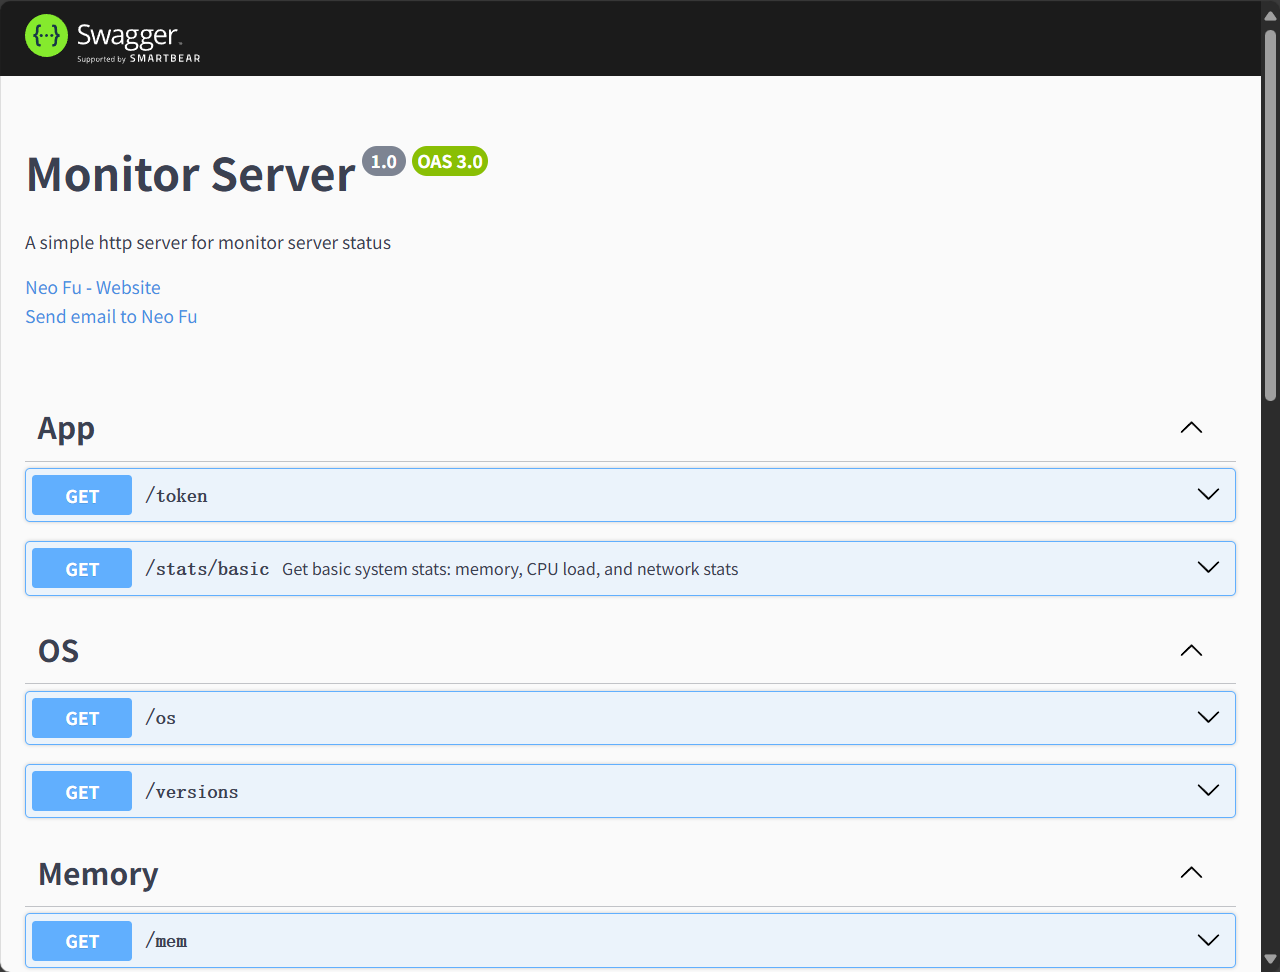 {···} Swagger™
Supported by SMARTBEAR
Monitor Server 1.0 OAS 3.0
A simple http server for monitor server status
Neo Fu - Website
Send email to Neo Fu
App
GET /token
GET /stats/basic Get basic system stats: memory, CPU load, and network stats
OS
GET /os
GET /versions
Memory
GET /mem